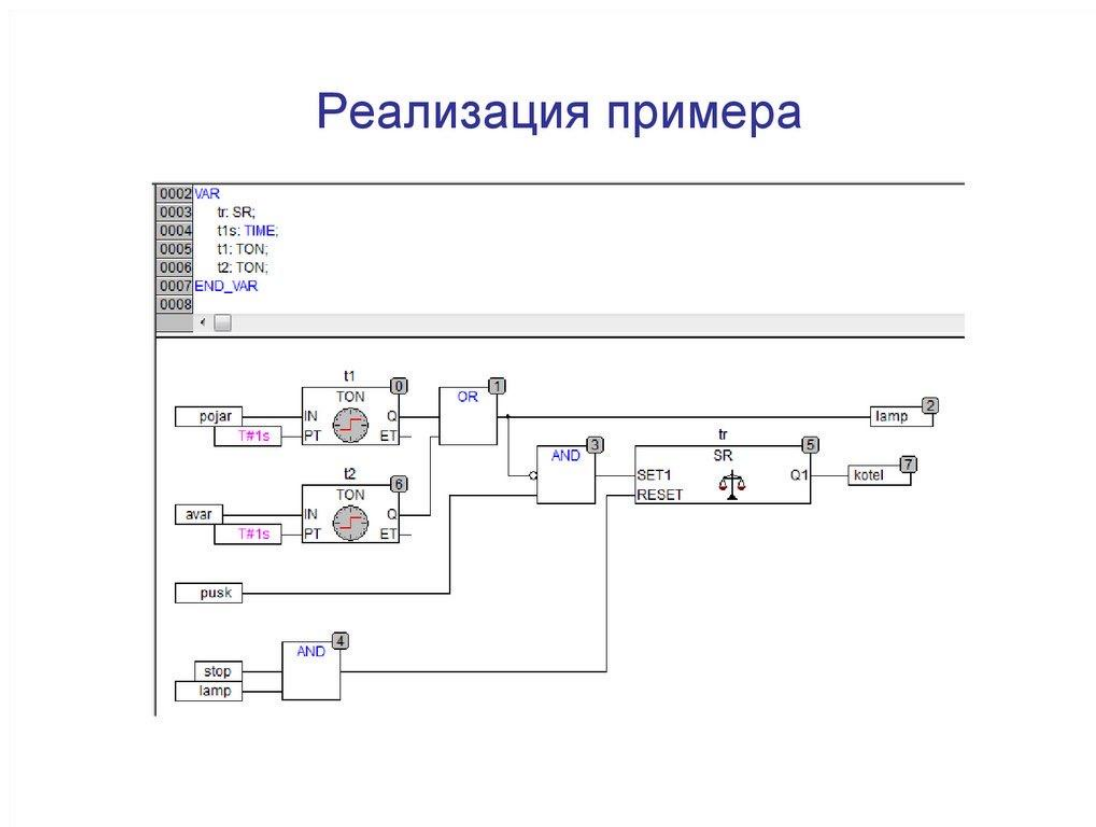 Реализация примера
0002 VAR
0003 tr: SR;
0004 t1s: TIME;
0005 t1: TON;
0006 t2: TON;
0007 END_VAR
0008
t1
0
TON
pojar
IN
Q
T#1s
PT
ET
1
OR
2
lamp
3
AND
tr
5
SR
SET1
Q1
RESET
7
kotel
t2
6
TON
avar
IN
Q
T#1s
PT
ET
pusk
4
AND
stop
lamp